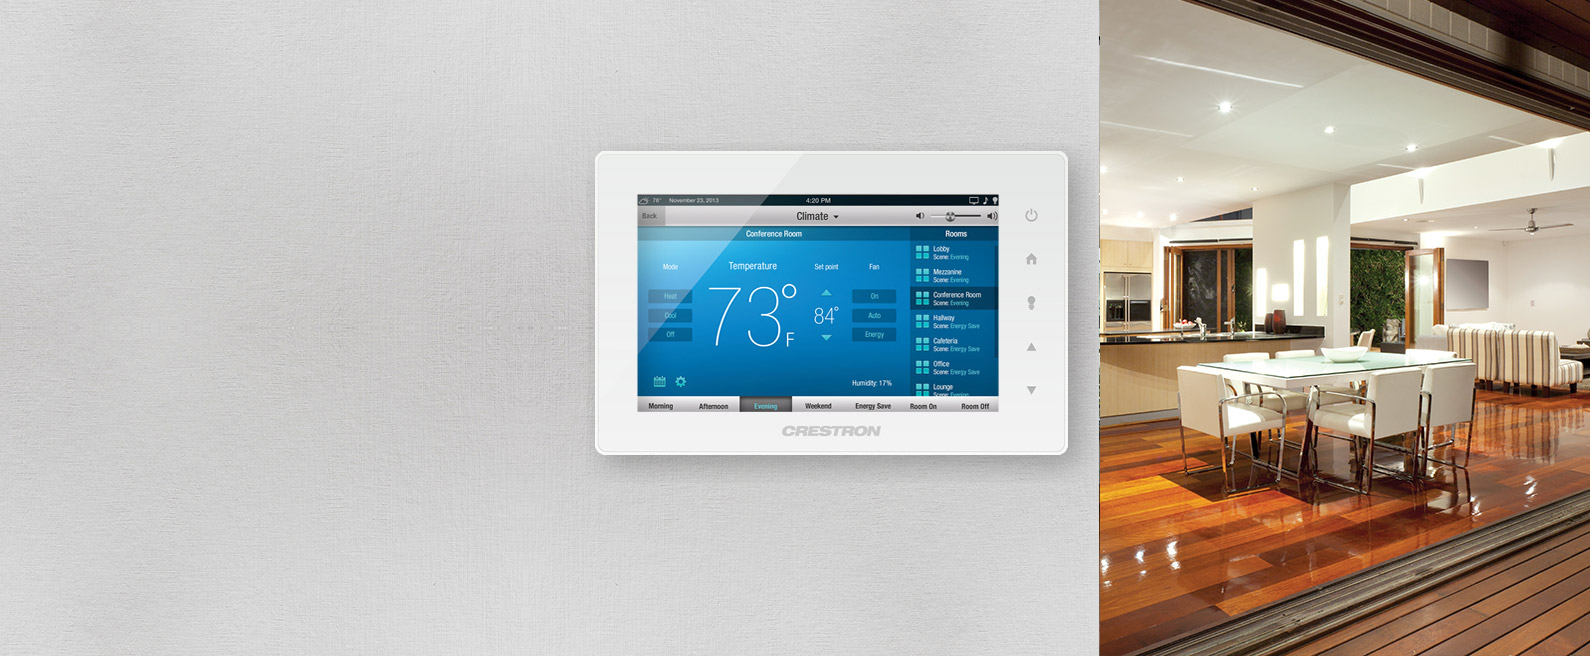 78° November 23, 2013 4:20 PM
Back Climate
Conference Room Rooms
Mode Temperature Set point Fan
Heat
Cool
Off
73°F
84°
On
Auto
Energy
Humidity: 17%
Lobby
Scene: Evening
Mezzanine
Scene: Evening
Conference Room
Scene: Evening
Hallway
Scene: Energy Save
Cafeteria
Scene: Energy Save
Office
Scene: Energy Save
Lounge
Scene: Evening
Morning Afternoon Evening Weekend Energy Save Room On Room Off
CRESTRON